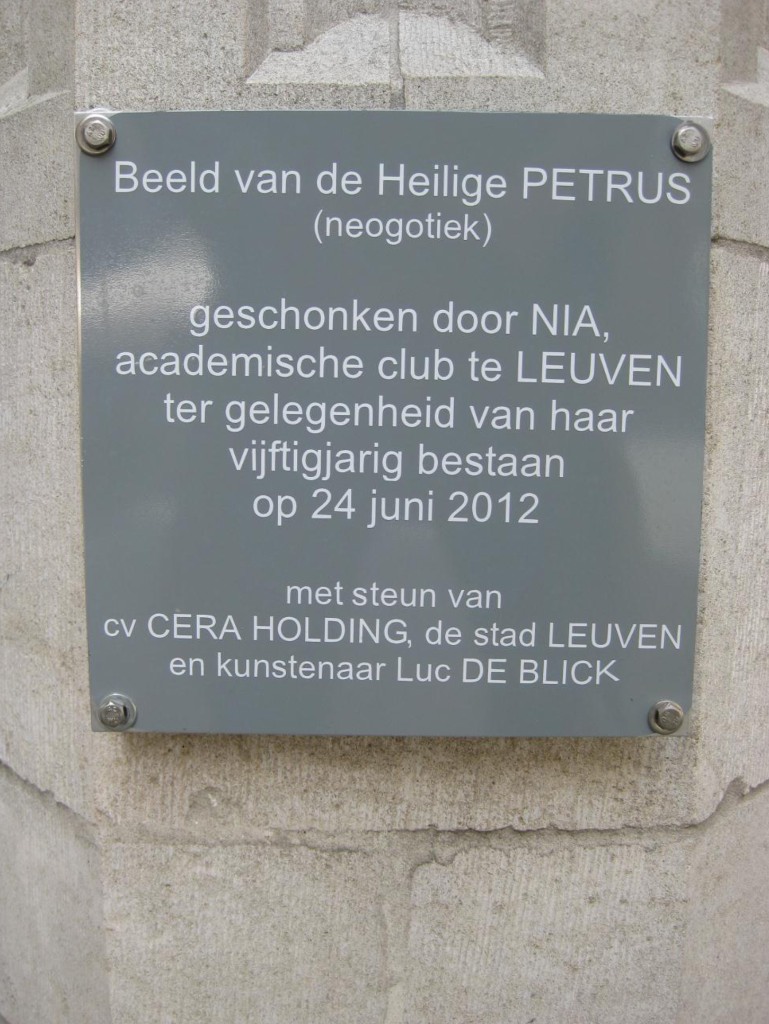 Beeld van de Heilige PETRUS
(neogotiek)
geschonken door NIA,
academische club te LEUVEN
ter gelegenheid van haar
vijftigjarig bestaan
op 24 juni 2012
met steun van
cv CERA HOLDING, de stad LEUVEN
en kunstenaar Luc DE BLICK